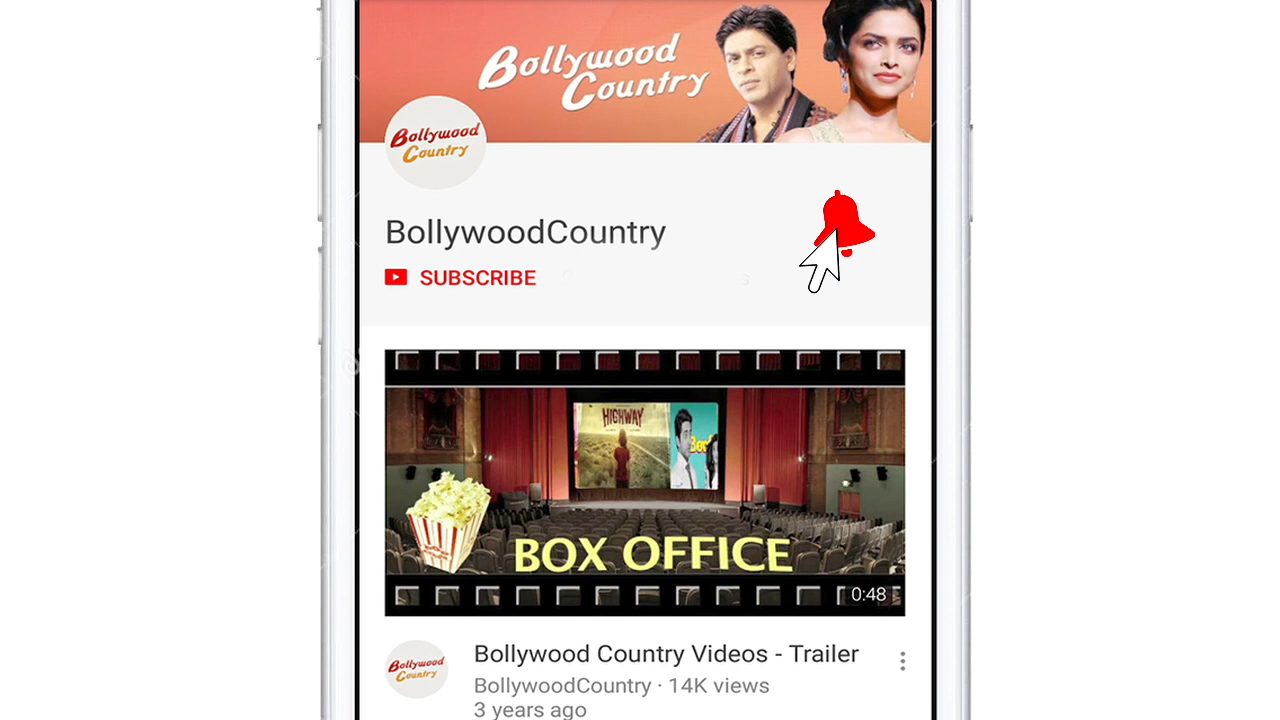 Bollywood
Country
Bollywood
Country
BollywoodCountry
SUBSCRIBE
HIGHWAY
BOX OFFICE
0:48
Bollywood
Country
Bollywood Country Videos - Trailer
BollywoodCountry · 14K views
3 years ago